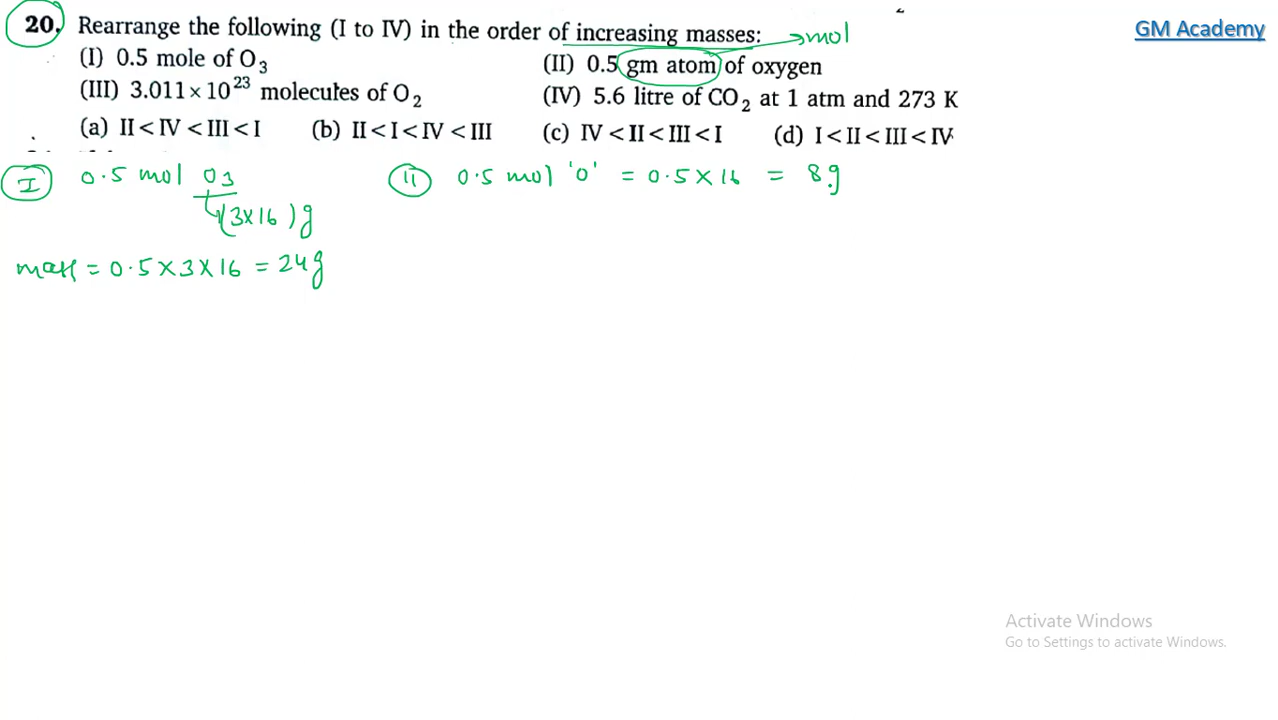 GM Academy
20. Rearrange the following (I to IV) in the order of increasing masses: → mol
(I) 0.5 mole of O3 (II) 0.5 gm atom of oxygen
(III) 3.011 × 10^23 molecules of O2 (IV) 5.6 litre of CO2 at 1 atm and 273 K
(a) II < IV < III < I (b) II < I < IV < III (c) IV < II < III < I (d) I < II < III < IV
I 0.5 mol O3 II 0.5 mol 'O' = 0.5 × 16 = 8g
(3×16)g
mass = 0.5 × 3 × 16 = 24g
Activate Windows
Go to Settings to activate Windows.